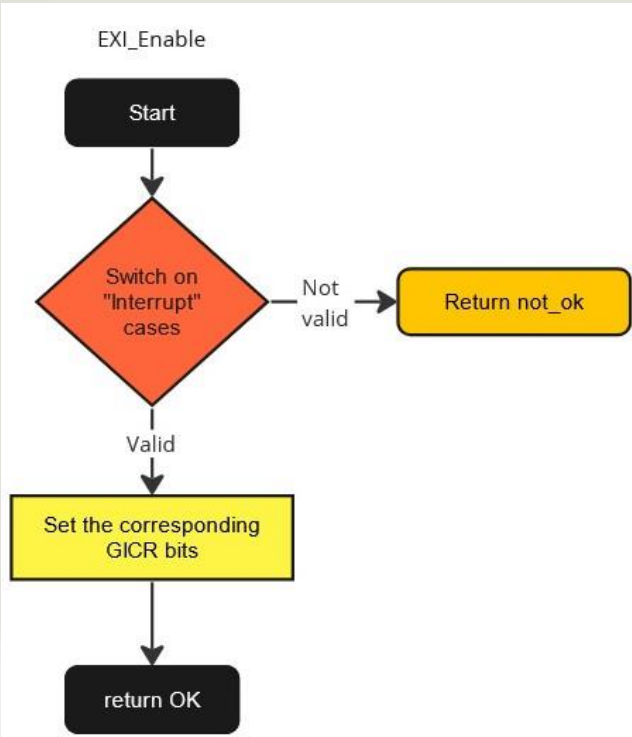 EXI_Enable
Start
Switch on
"Interrupt"
cases
Not
valid
Return not_ok
Valid
Set the corresponding
GICR bits
return OK